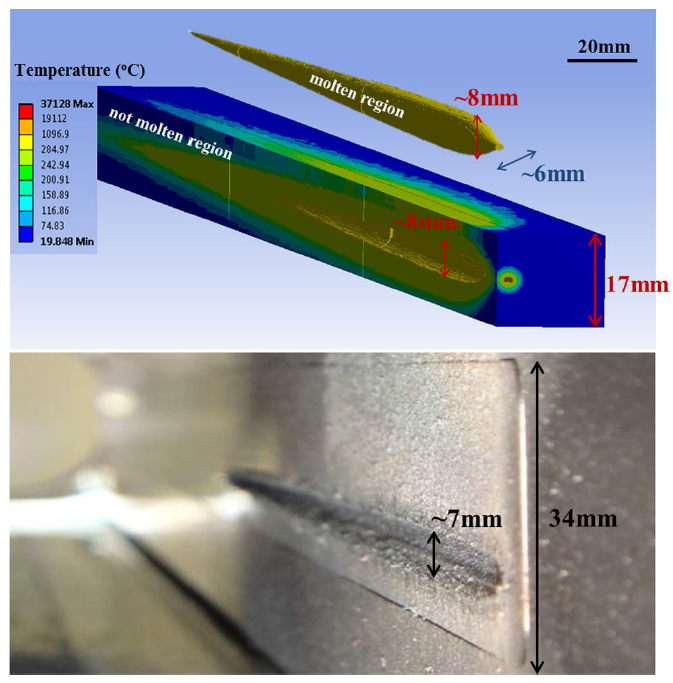 20mm
Temperature (°C)
37128 Max
19112
1096.9
204.97
242.94
200.91
158.89
116.86
74.83
19.848 Min
molten region
~8mm
~6mm
not molten region
~8mm
17mm
~7mm
34mm